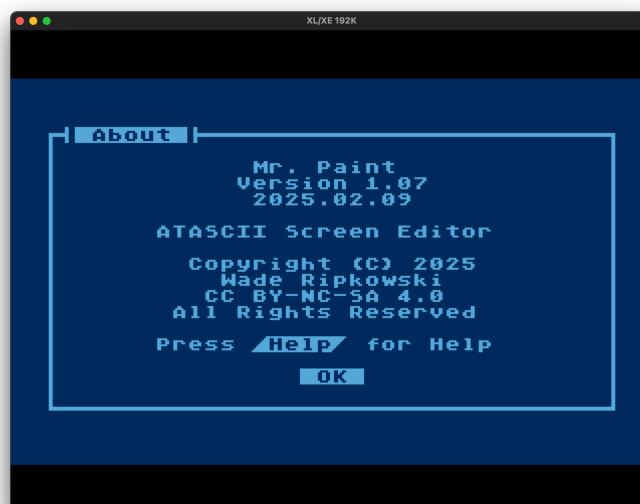 XL/XE 192K
About
Mr. Paint
Version 1.07
2025.02.09
ATASCII Screen Editor
Copyright (C) 2025
Wade Ripkowski
CC BY-NC-SA 4.0
All Rights Reserved
Press Help for Help
OK